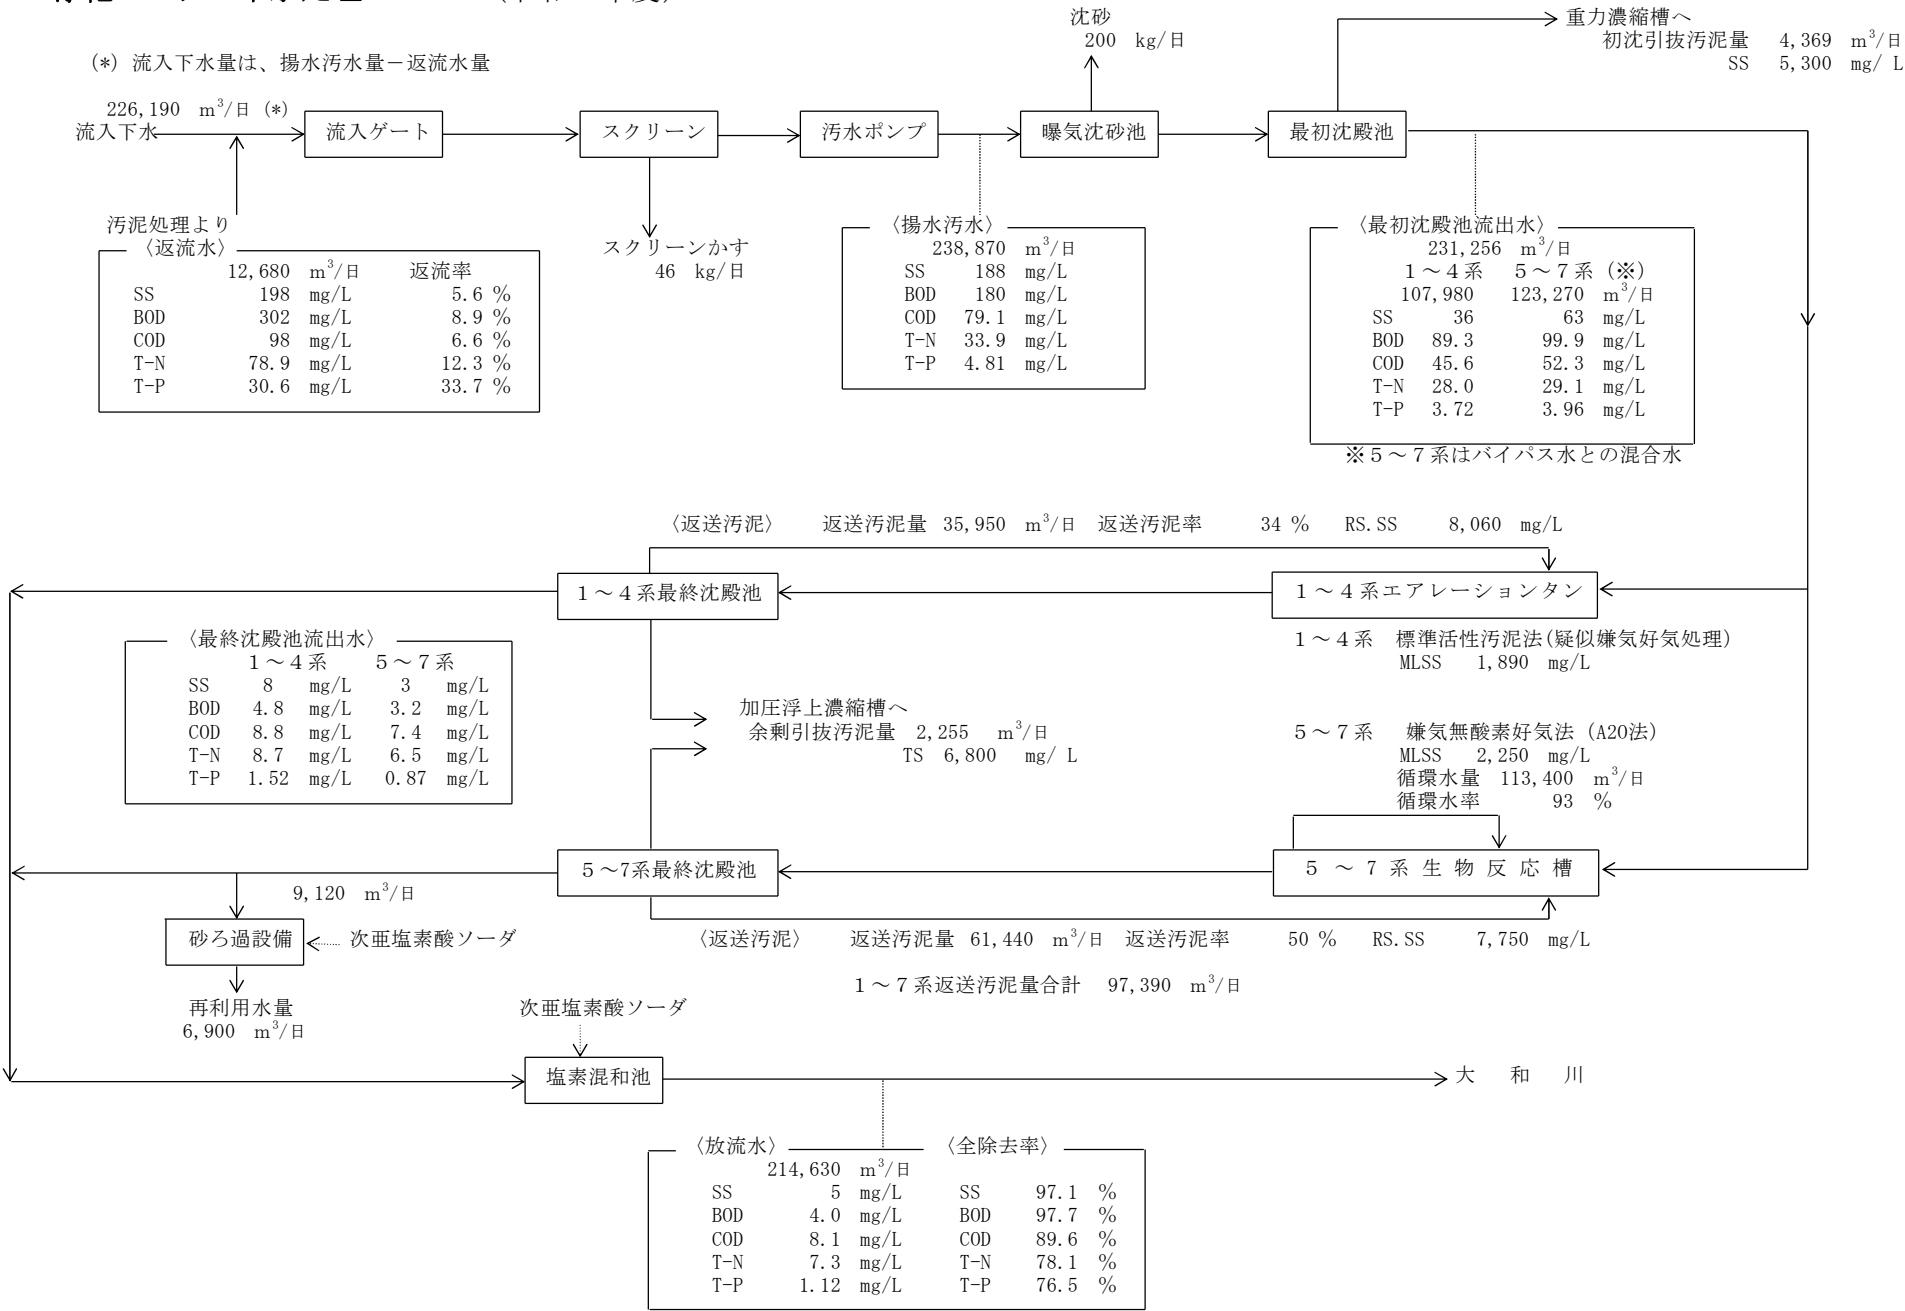 (*) 流入下水量は、揚水汚水量－返流水量
沈砂
200 kg/日
重力濃縮槽へ
初沈引抜汚泥量 4,369 m³/日
SS 5,300 mg/ L
226,190 m³/日 (*)
流入下水
流入ゲート
スクリーン
汚水ポンプ
曝気沈砂池
最初沈殿池
汚泥処理より
〈返流水〉
12,680 m³/日 返流率
SS 198 mg/L 5.6 %
BOD 302 mg/L 8.9 %
COD 98 mg/L 6.6 %
T-N 78.9 mg/L 12.3 %
T-P 30.6 mg/L 33.7 %
スクリーンかす
46 kg/日
〈揚水汚水〉
238,870 m³/日
SS 188 mg/L
BOD 180 mg/L
COD 79.1 mg/L
T-N 33.9 mg/L
T-P 4.81 mg/L
〈最初沈殿池流出水〉
231,256 m³/日
１～４系 ５～７系 (※)
107,980 123,270 m³/日
SS 36 63 mg/L
BOD 89.3 99.9 mg/L
COD 45.6 52.3 mg/L
T-N 28.0 29.1 mg/L
T-P 3.72 3.96 mg/L
※５～７系はバイパス水との混合水
〈返送汚泥〉 返送汚泥量 35,950 m³/日 返送汚泥率 34 % RS.SS 8,060 mg/L
１～４系最終沈殿池
１～４系エアレーションタン
〈最終沈殿池流出水〉
１～４系 ５～７系
SS 8 mg/L 3 mg/L
BOD 4.8 mg/L 3.2 mg/L
COD 8.8 mg/L 7.4 mg/L
T-N 8.7 mg/L 6.5 mg/L
T-P 1.52 mg/L 0.87 mg/L
１～４系 標準活性汚泥法(疑似嫌気好気処理)
MLSS 1,890 mg/L
加圧浮上濃縮槽へ
余剰引抜汚泥量 2,255 m³/日
TS 6,800 mg/ L
５～７系 嫌気無酸素好気法 (A2O法)
MLSS 2,250 mg/L
循環水量 113,400 m³/日
循環水率 93 %
５～7系最終沈殿池
５ ～ ７ 系 生 物 反 応 槽
9,120 m³/日
砂ろ過設備
次亜塩素酸ソーダ
〈返送汚泥〉 返送汚泥量 61,440 m³/日 返送汚泥率 50 % RS.SS 7,750 mg/L
１～７系返送汚泥量合計 97,390 m³/日
再利用水量
6,900 m³/日
次亜塩素酸ソーダ
塩素混和池
大 和 川
〈放流水〉 〈全除去率〉
214,630 m³/日
SS 5 mg/L SS 97.1 %
BOD 4.0 mg/L BOD 97.7 %
COD 8.1 mg/L COD 89.6 %
T-N 7.3 mg/L T-N 78.1 %
T-P 1.12 mg/L T-P 76.5 %